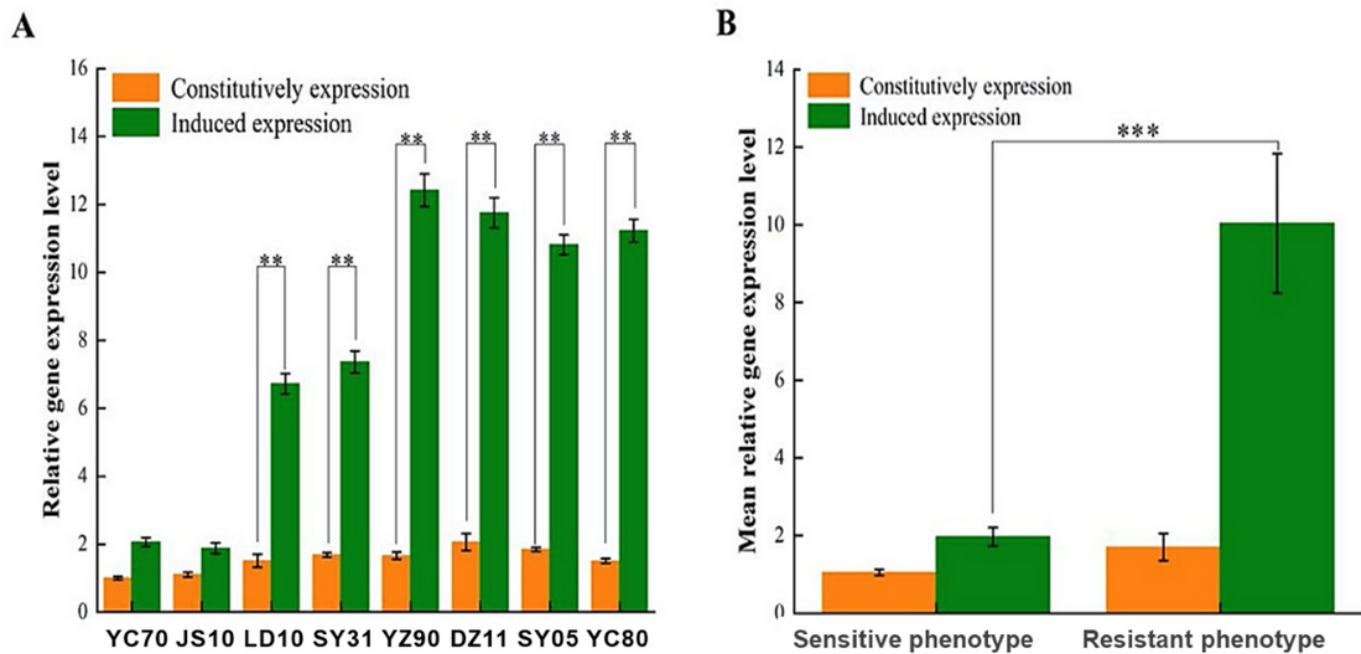 A
Relative gene expression level
16
14
12
10
8
6
4
2
0
Constitutively expression
Induced expression
**
**
**
**
**
**
YC70 JS10 LD10 SY31 YZ90 DZ11 SY05 YC80
B
Mean relative gene expression level
14
12
10
8
6
4
2
0
Constitutively expression
Induced expression
***
Sensitive phenotype Resistant phenotype